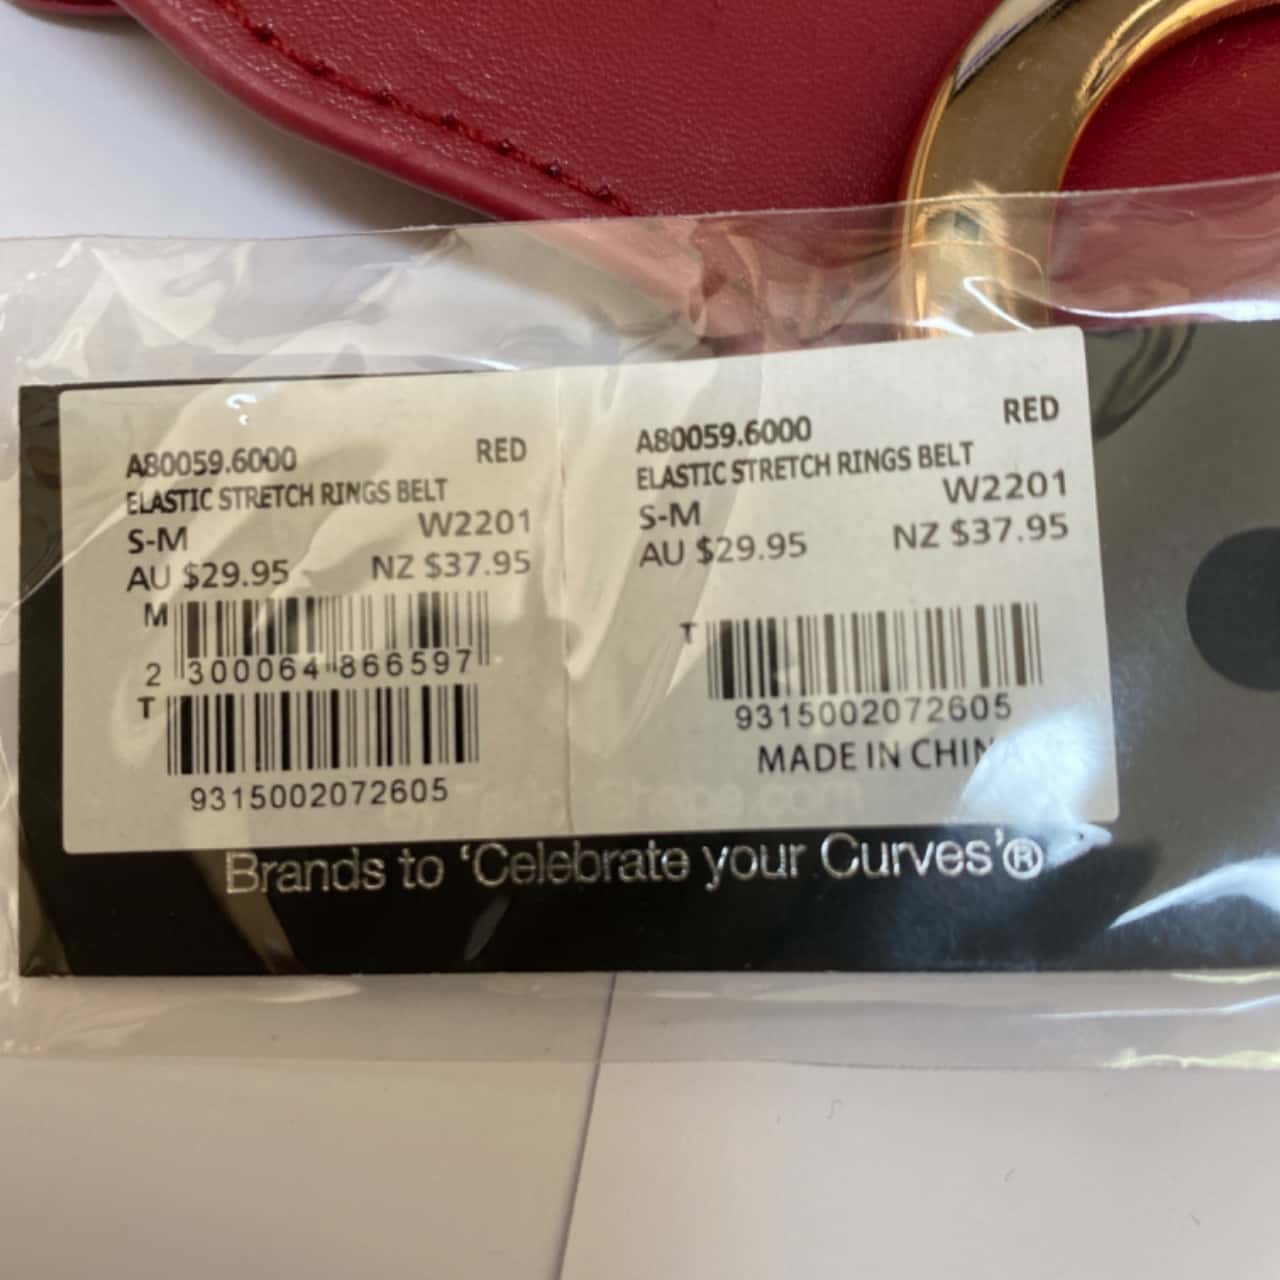 A80059.6000 RED
ELASTIC STRETCH RINGS BELT
S-M W2201
AU $29.95 NZ $37.95
M
2 300064 866597
T
9315002072605
A80059.6000 RED
ELASTIC STRETCH RINGS BELT
W2201
S-M
AU $29.95 NZ $37.95
T
9315002072605
MADE IN CHINA
Brands to 'Celebrate your Curves'®